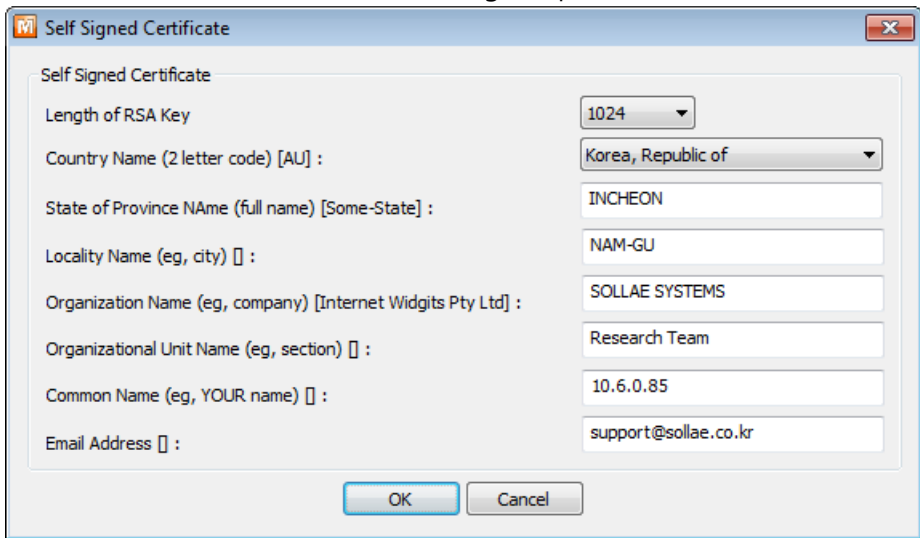 Self Signed Certificate
Self Signed Certificate
Length of RSA Key 1024
Country Name (2 letter code) [AU] : Korea, Republic of
State of Province NAme (full name) [Some-State] : INCHEON
Locality Name (eg, city) [] : NAM-GU
Organization Name (eg, company) [Internet Widgits Pty Ltd] : SOLLAE SYSTEMS
Organizational Unit Name (eg, section) [] : Research Team
Common Name (eg, YOUR name) [] : 10.6.0.85
Email Address [] : support@sollae.co.kr
OK Cancel